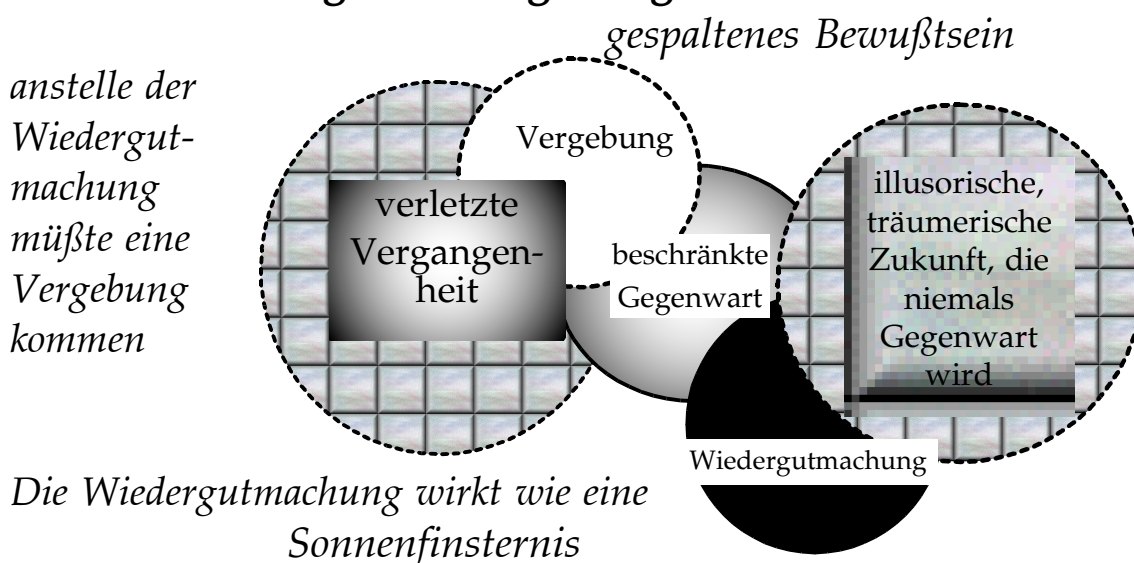 gespaltenes Bewußtsein
anstelle der
Wiedergut-
machung
müßte eine
Vergebung
kommen
Vergebung
verletzte
Vergangen-
heit
beschränkte
Gegenwart
illusorische,
träumerische
Zukunft, die
niemals
Gegenwart
wird
Wiedergutmachung
Die Wiedergutmachung wirkt wie eine
Sonnenfinsternis